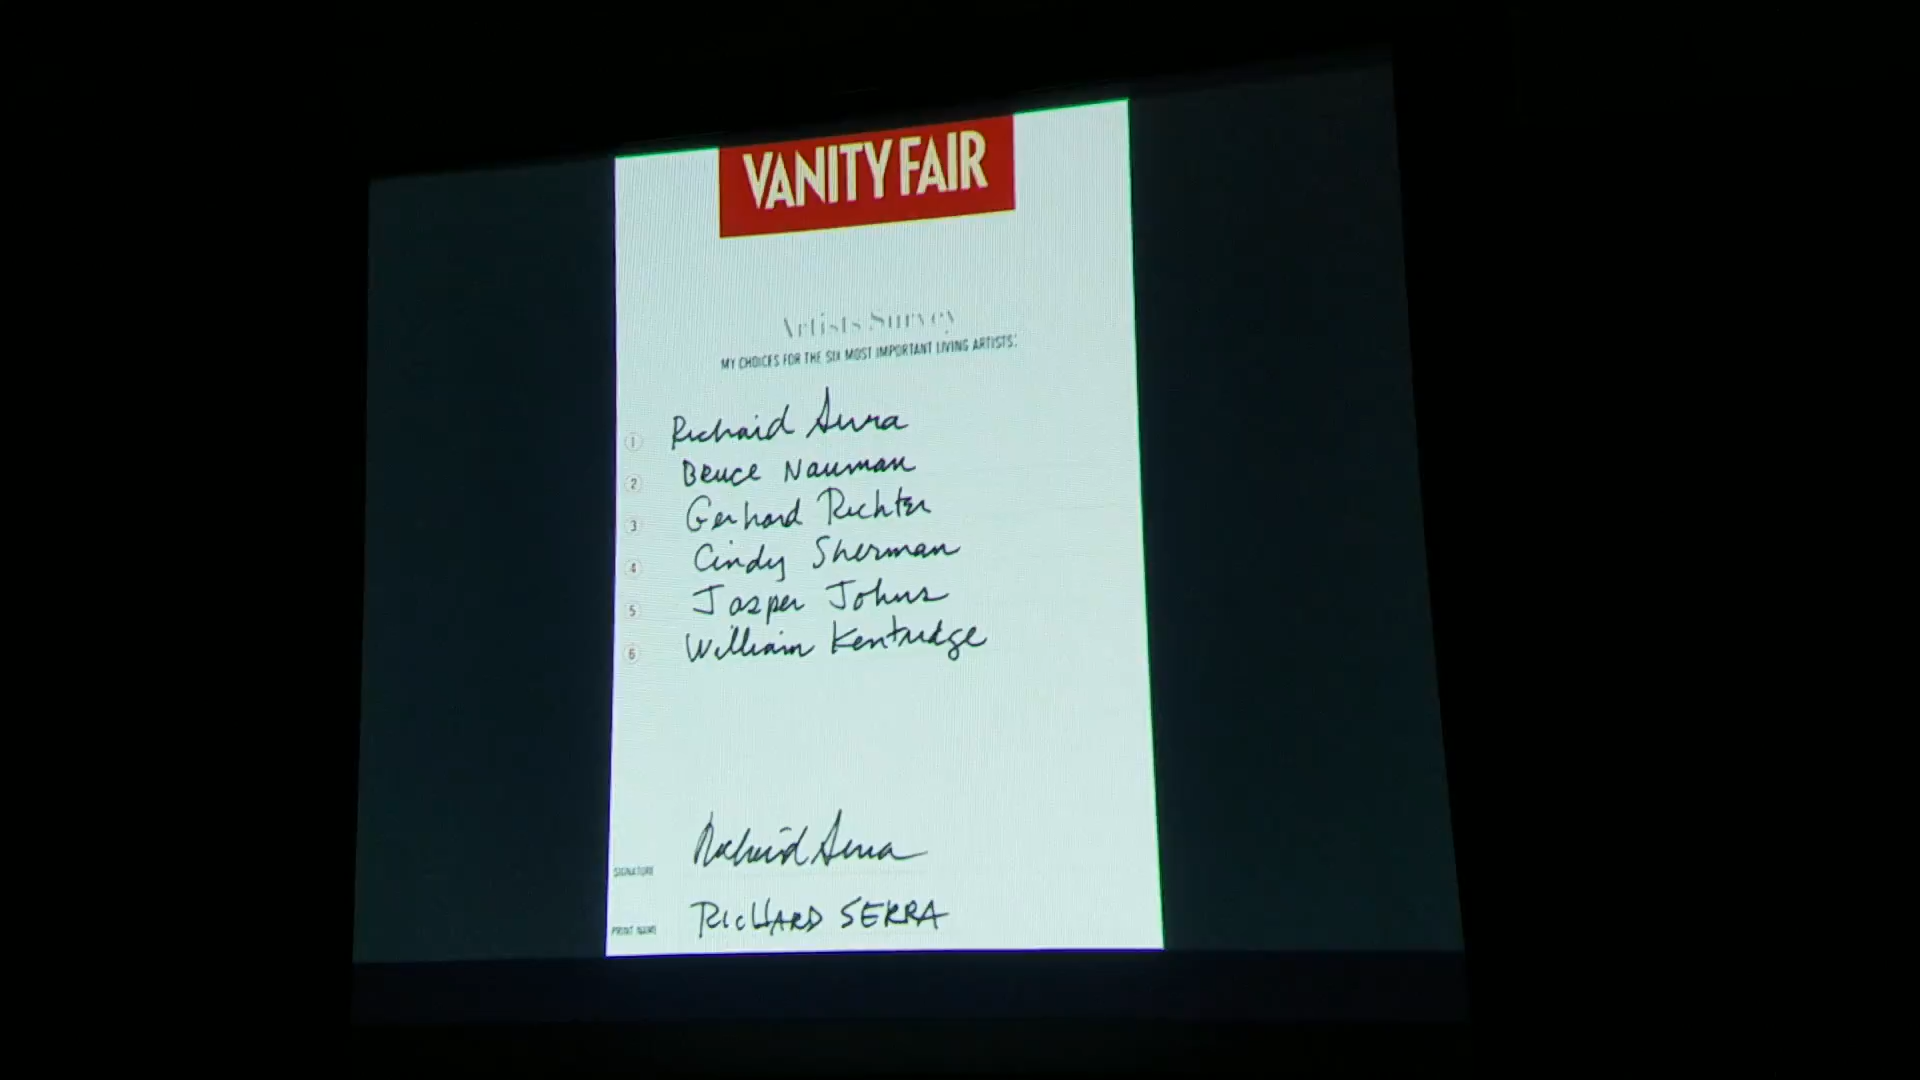 VANITY FAIR
Artists Survey
MY CHOICES FOR THE SIX MOST IMPORTANT LIVING ARTISTS:
1 Richard Serra
2 Bruce Nauman
3 Gerhard Richter
4 Cindy Sherman
5 Jasper Johns
6 William Kentridge
SIGNATURE Richard Serra
PRINT NAME RICHARD SERRA